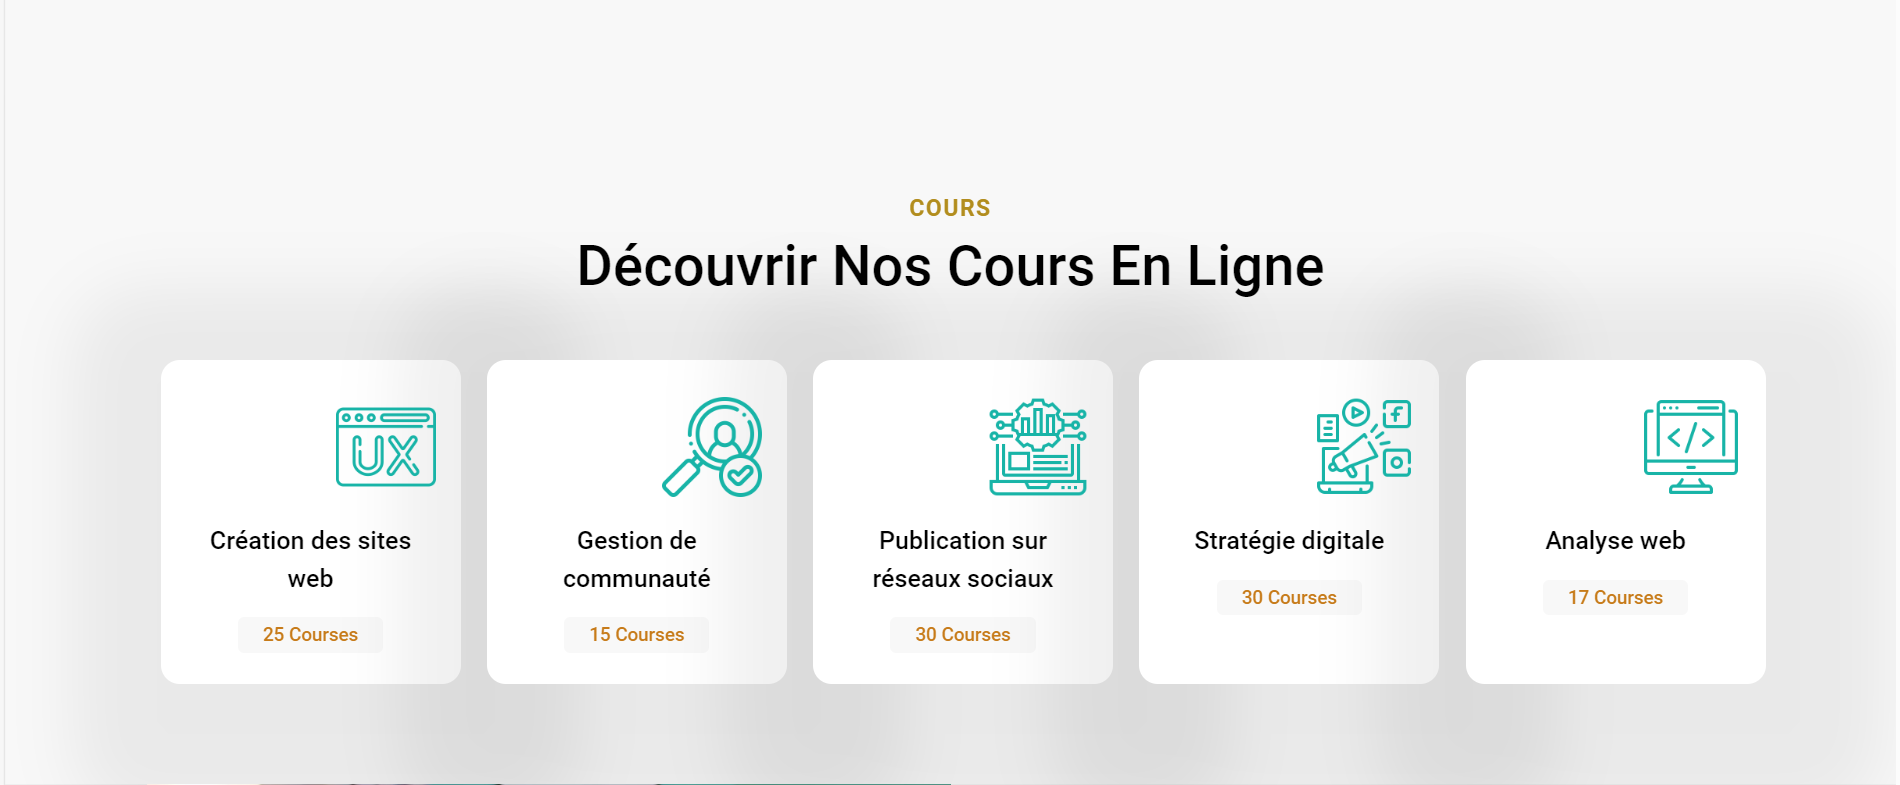 COURS
Découvrir Nos Cours En Ligne
UX
f
</>
Création des sites
web
25 Courses
Gestion de
communauté
15 Courses
Publication sur
réseaux sociaux
30 Courses
Stratégie digitale
30 Courses
Analyse web
17 Courses